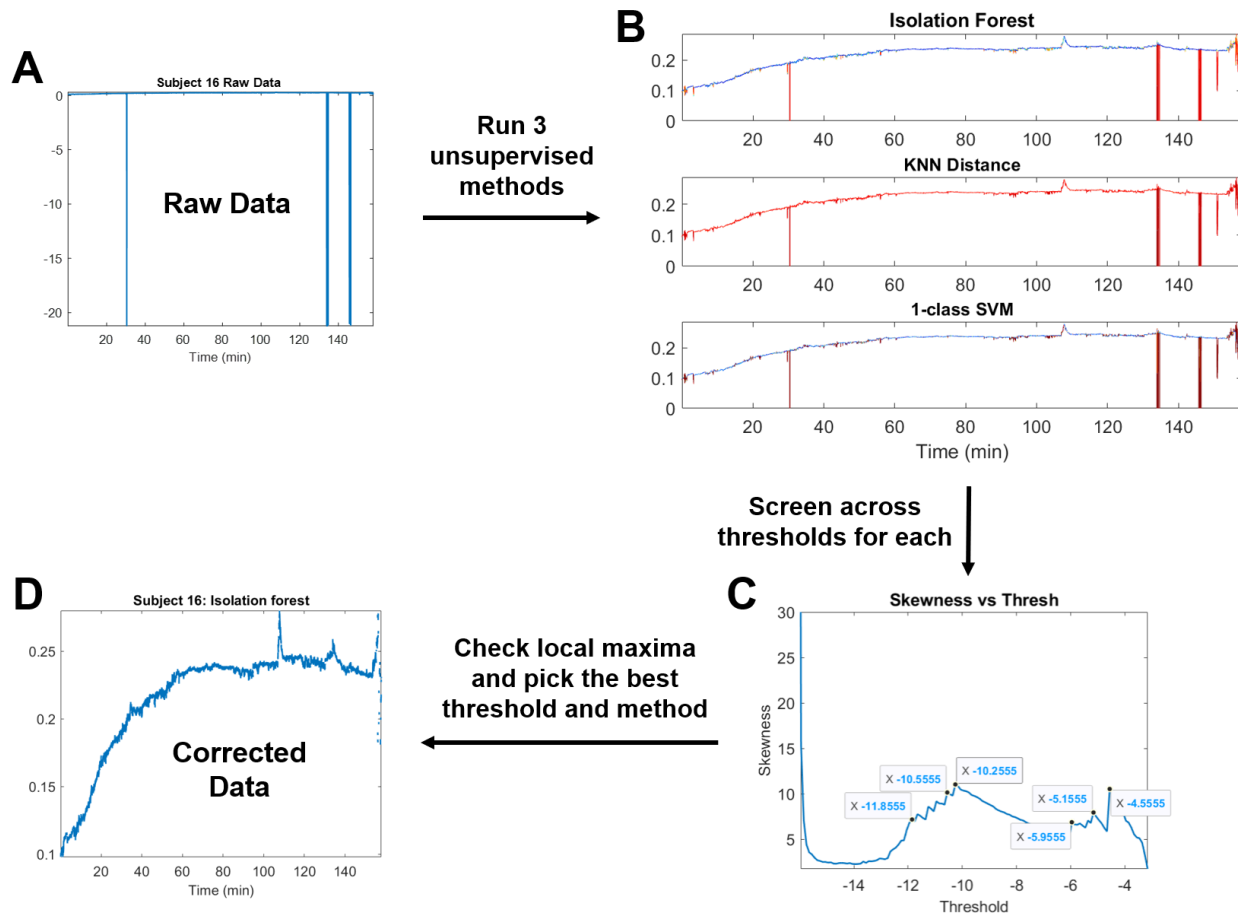 A
Subject 16 Raw Data
0
-5
-10
-15
-20
Raw Data
20 40 60 80 100 120 140
Time (min)
Run 3
unsupervised
methods
B
Isolation Forest
0.2
0.1
0
20 40 60 80 100 120 140
KNN Distance
0.2
0.1
0
20 40 60 80 100 120 140
1-class SVM
0.2
0.1
0
20 40 60 80 100 120 140
Time (min)
Screen across
thresholds for each
C
Skewness vs Thresh
30
25
20
15
10
5
Skewness
X -11.8555
X -10.5555
X -10.2555
X -5.9555
X -5.1555
X -4.5555
-14 -12 -10 -8 -6 -4
Threshold
Check local maxima
and pick the best
threshold and method
D
Subject 16: Isolation forest
0.25
0.2
0.15
0.1
Corrected
Data
20 40 60 80 100 120 140
Time (min)